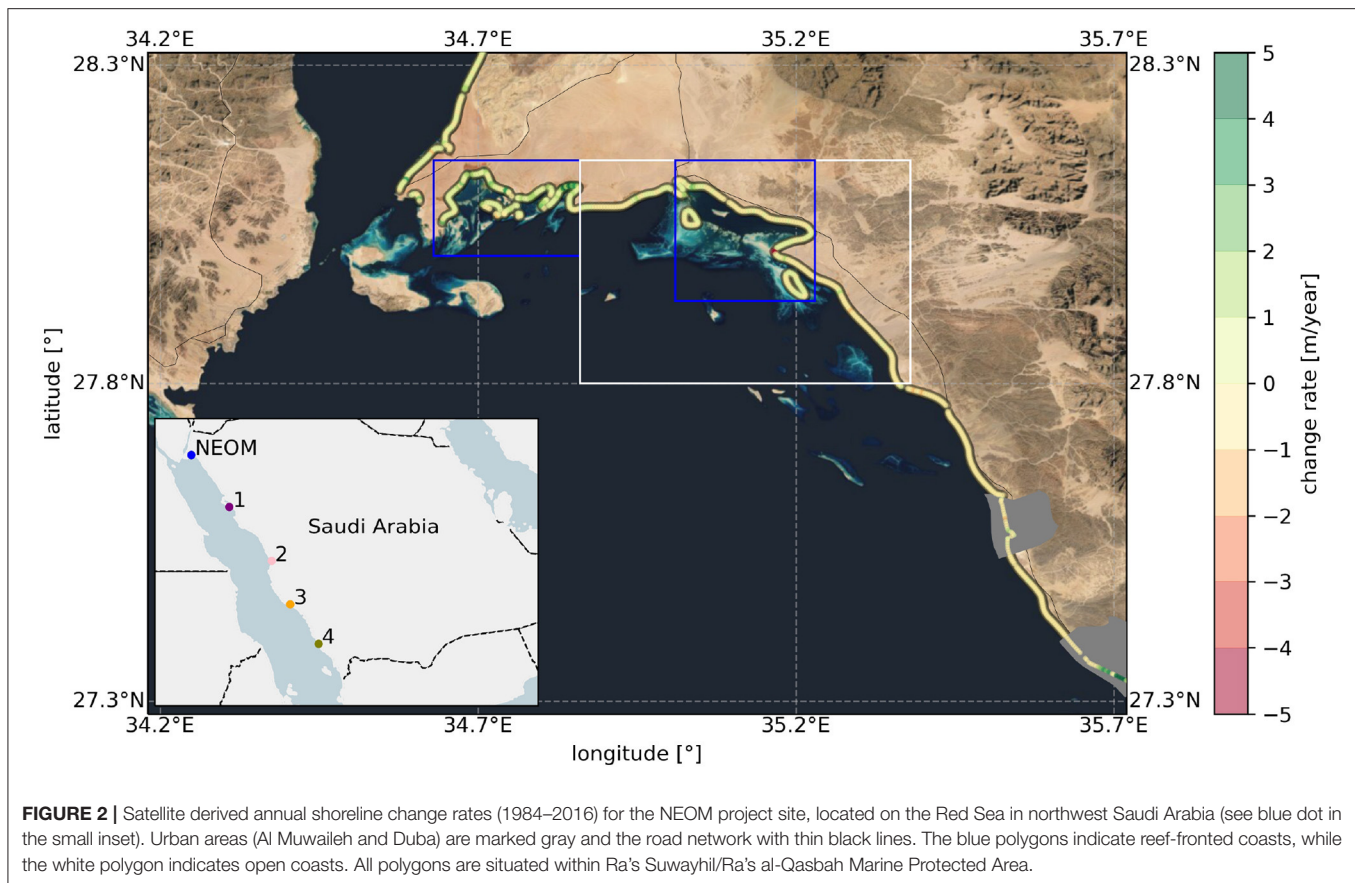 34.2°E 34.7°E 35.2°E 35.7°E
28.3°N 28.3°N
27.8°N 27.8°N
27.3°N 27.3°N
34.2°E 34.7°E 35.2°E 35.7°E
latitude [°]
longitude [°]
NEOM
1
Saudi Arabia
2
3
4
5
4
3
2
1
0
−1
−2
−3
−4
−5
change rate [m/year]
FIGURE 2 | Satellite derived annual shoreline change rates (1984–2016) for the NEOM project site, located on the Red Sea in northwest Saudi Arabia (see blue dot in
the small inset). Urban areas (Al Muwaileh and Duba) are marked gray and the road network with thin black lines. The blue polygons indicate reef-fronted coasts, while
the white polygon indicates open coasts. All polygons are situated within Ra's Suwayhil/Ra's al-Qasbah Marine Protected Area.